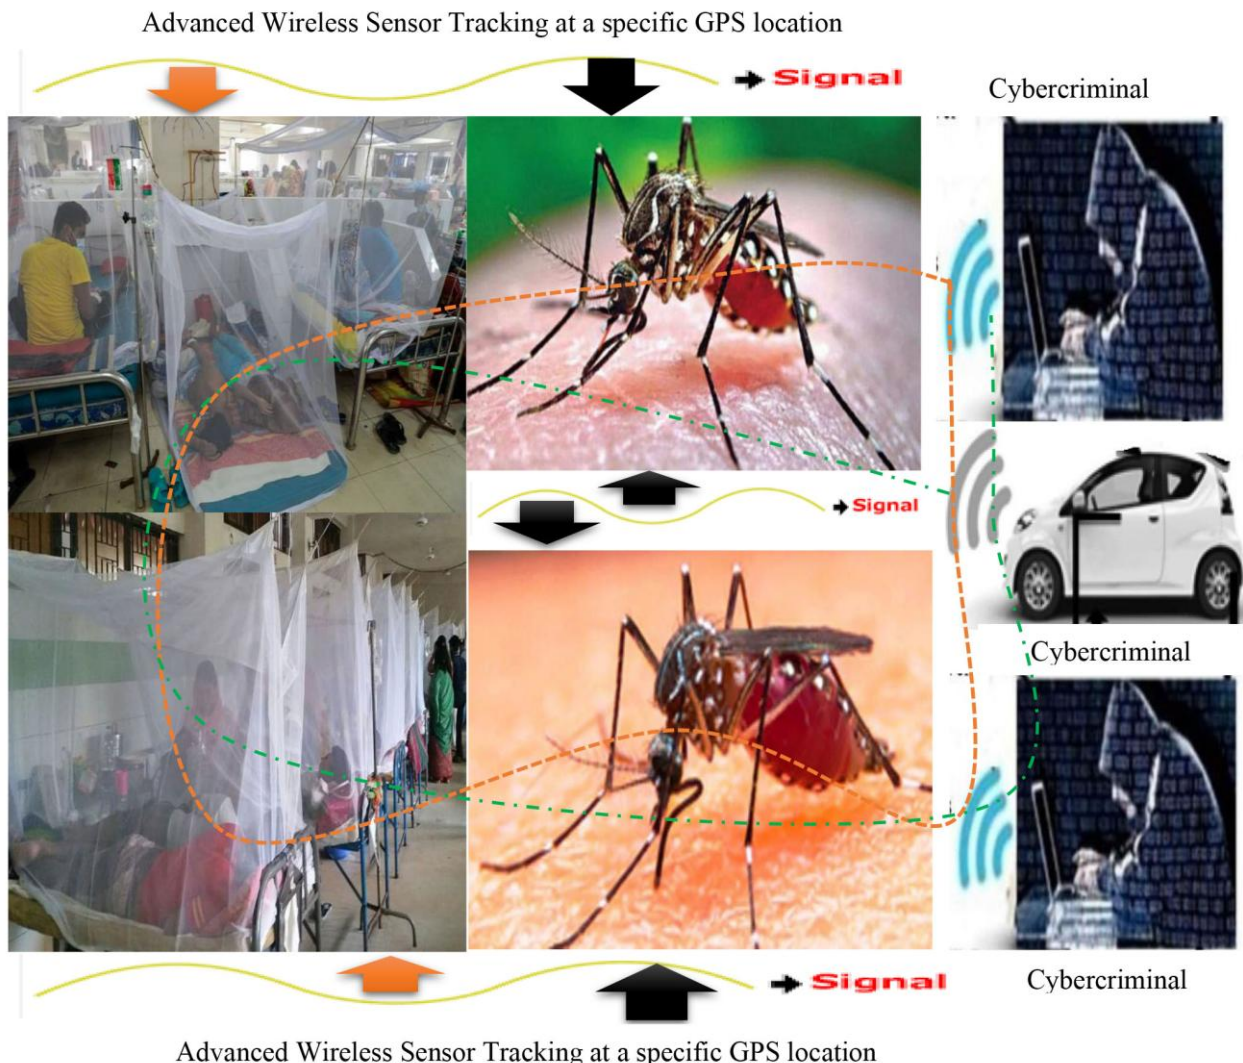 Advanced Wireless Sensor Tracking at a specific GPS location
Signal
Cybercriminal
Signal
Cybercriminal
Signal
Cybercriminal
Advanced Wireless Sensor Tracking at a specific GPS location